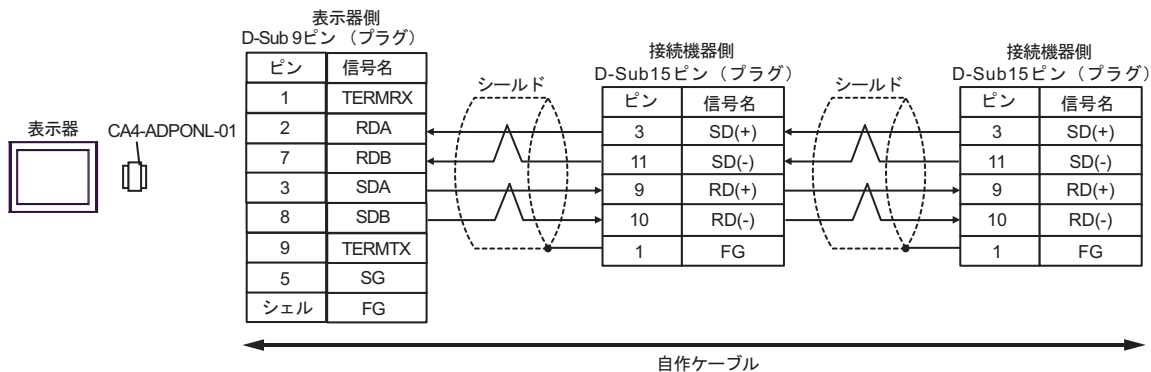 表示器
CA4-ADPONL-01
表示器側
D-Sub 9ピン（プラグ）
ピン 信号名
1 TERMRX
2 RDA
7 RDB
3 SDA
8 SDB
9 TERMTX
5 SG
シェル FG
シールド
接続機器側
D-Sub15ピン（プラグ）
ピン 信号名
3 SD(+)
11 SD(-)
9 RD(+)
10 RD(-)
1 FG
シールド
接続機器側
D-Sub15ピン（プラグ）
ピン 信号名
3 SD(+)
11 SD(-)
9 RD(+)
10 RD(-)
1 FG
自作ケーブル